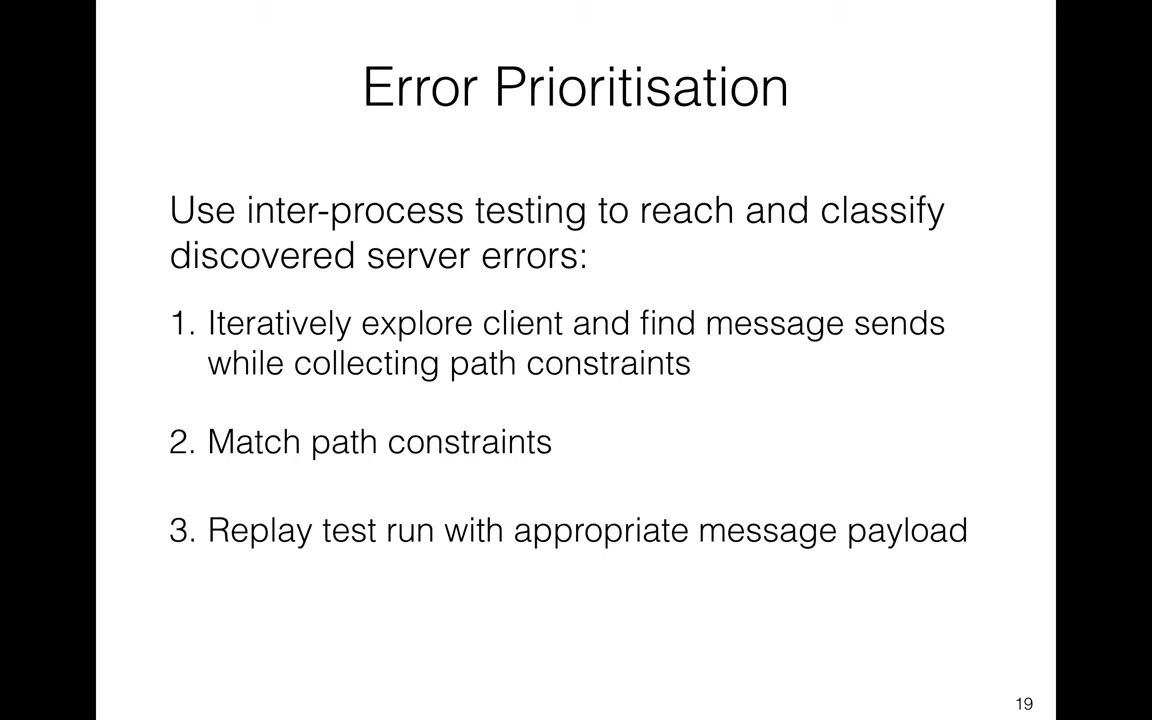 Error Prioritisation
Use inter-process testing to reach and classify
discovered server errors:
1. Iteratively explore client and find message sends
while collecting path constraints
2. Match path constraints
3. Replay test run with appropriate message payload
19